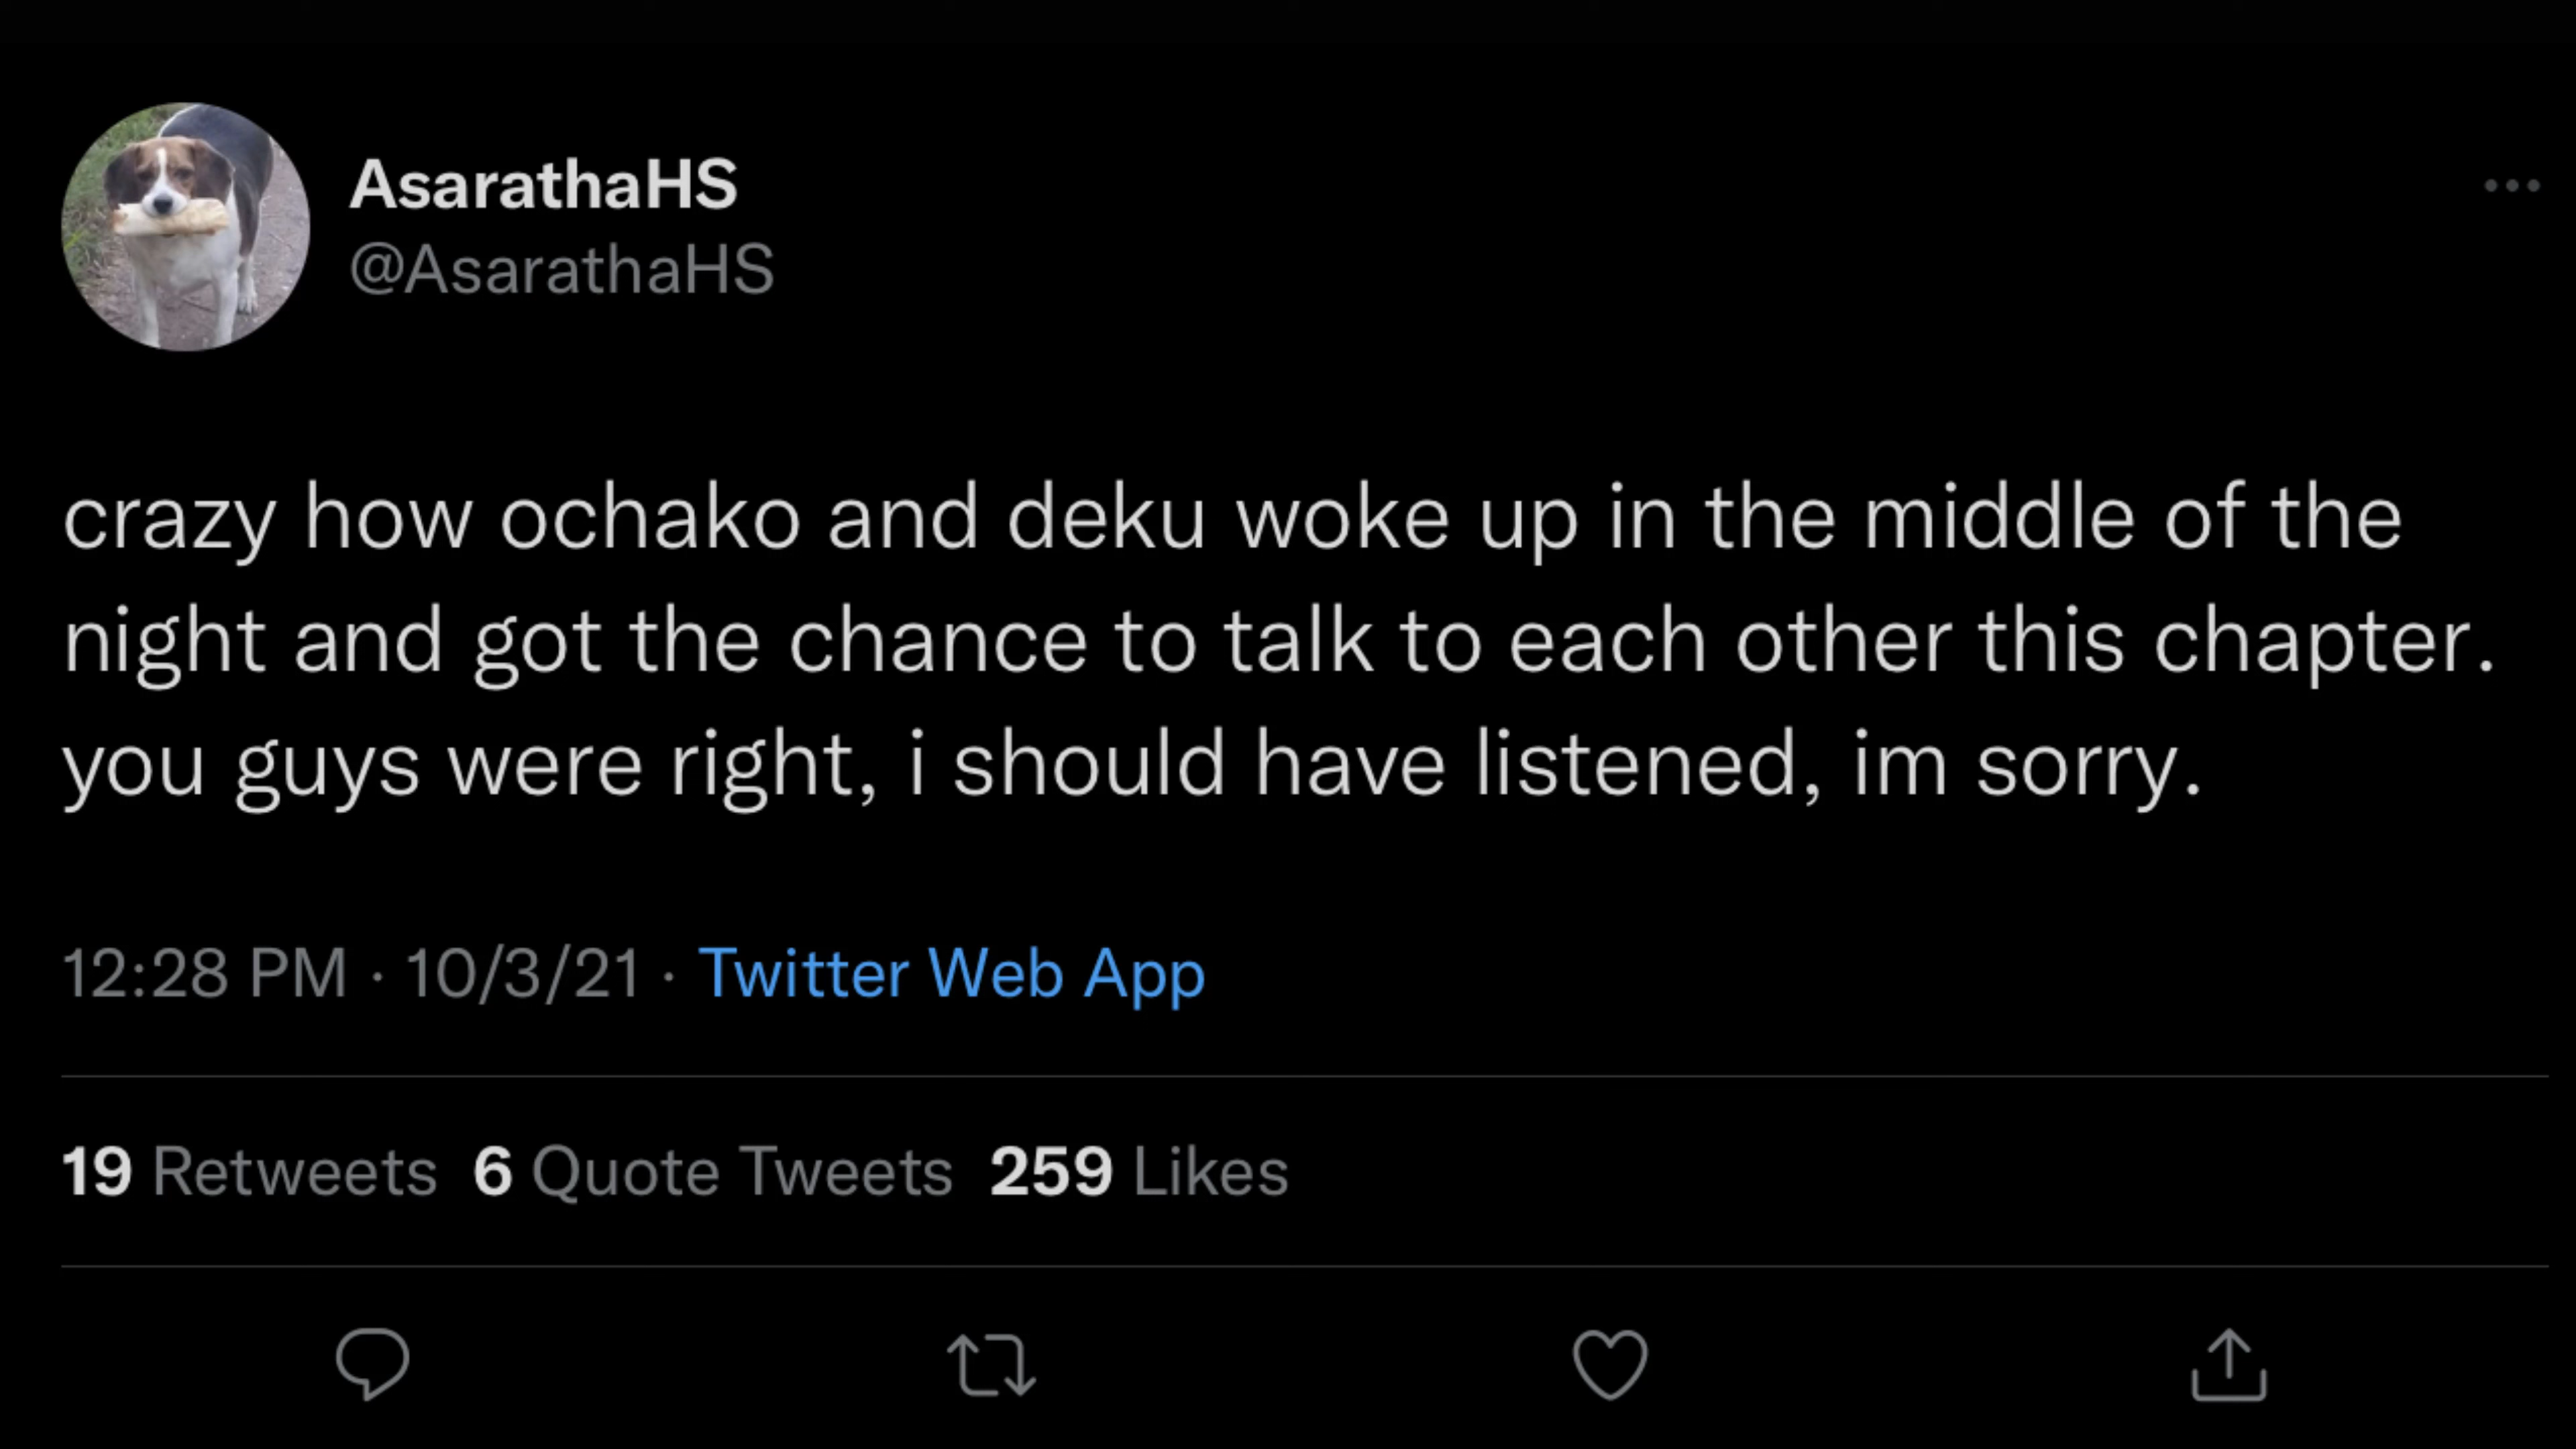 AsarathaHS
@AsarathaHS
crazy how ochako and deku woke up in the middle of the
night and got the chance to talk to each other this chapter.
you guys were right, i should have listened, im sorry.
12:28 PM · 10/3/21 · Twitter Web App
19 Retweets 6 Quote Tweets 259 Likes